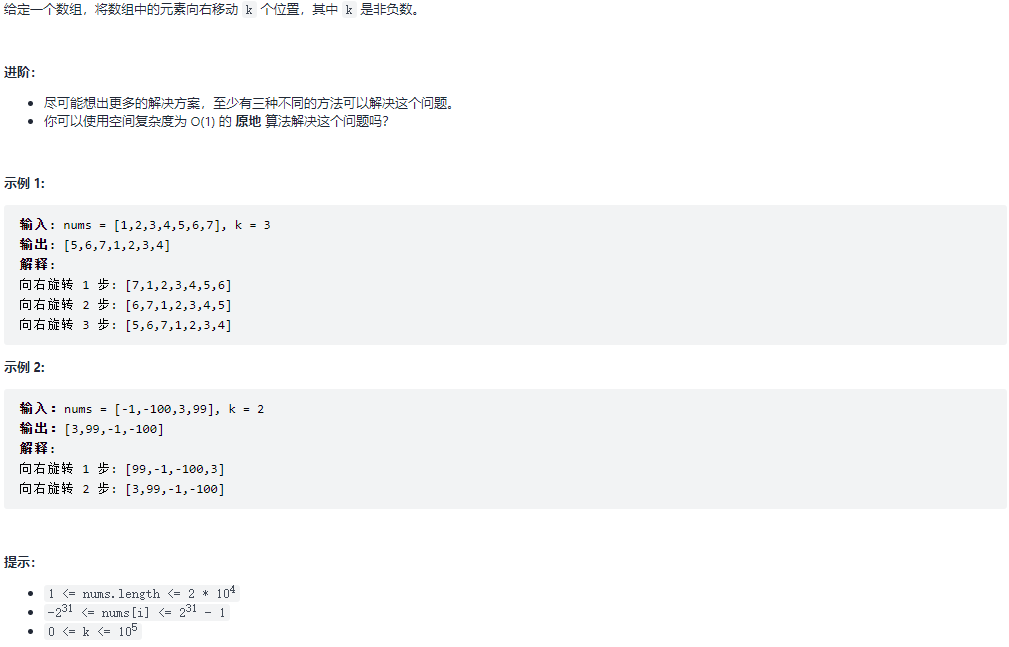 给定一个数组，将数组中的元素向右移动 k 个位置，其中 k 是非负数。
进阶：
• 尽可能想出更多的解决方案，至少有三种不同的方法可以解决这个问题。
• 你可以使用空间复杂度为 O(1) 的 原地 算法解决这个问题吗？
示例 1:
输入: nums = [1,2,3,4,5,6,7], k = 3
输出: [5,6,7,1,2,3,4]
解释:
向右旋转 1 步: [7,1,2,3,4,5,6]
向右旋转 2 步: [6,7,1,2,3,4,5]
向右旋转 3 步: [5,6,7,1,2,3,4]
示例 2:
输入：nums = [-1,-100,3,99], k = 2
输出：[3,99,-1,-100]
解释:
向右旋转 1 步: [99,-1,-100,3]
向右旋转 2 步: [3,99,-1,-100]
提示：
• 1 <= nums.length <= 2 * 10⁴
• -2³¹ <= nums[i] <= 2³¹ - 1
• 0 <= k <= 10⁵